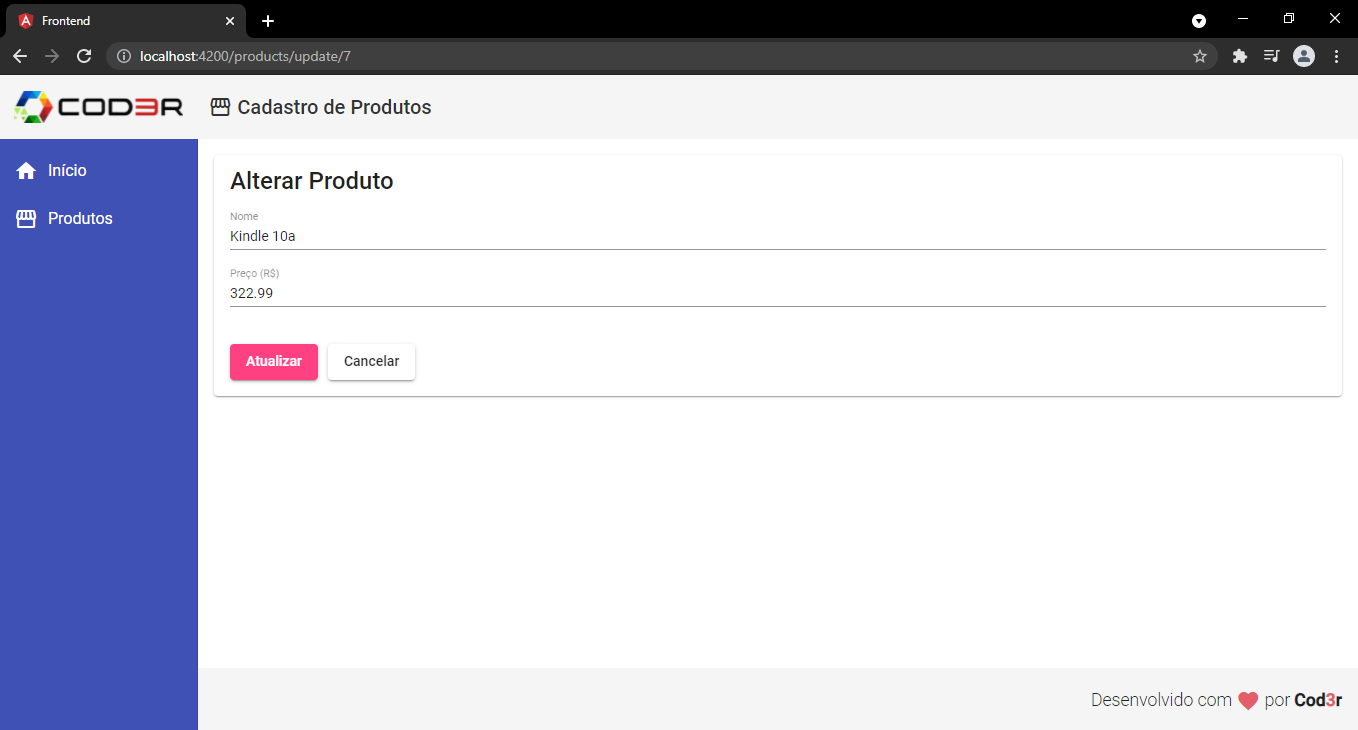 Frontend
localhost:4200/products/update/7
COD3R
Cadastro de Produtos
Início
Produtos
Alterar Produto
Nome
Kindle 10a
Preço (R$)
322.99
Atualizar Cancelar
Desenvolvido com por Cod3r